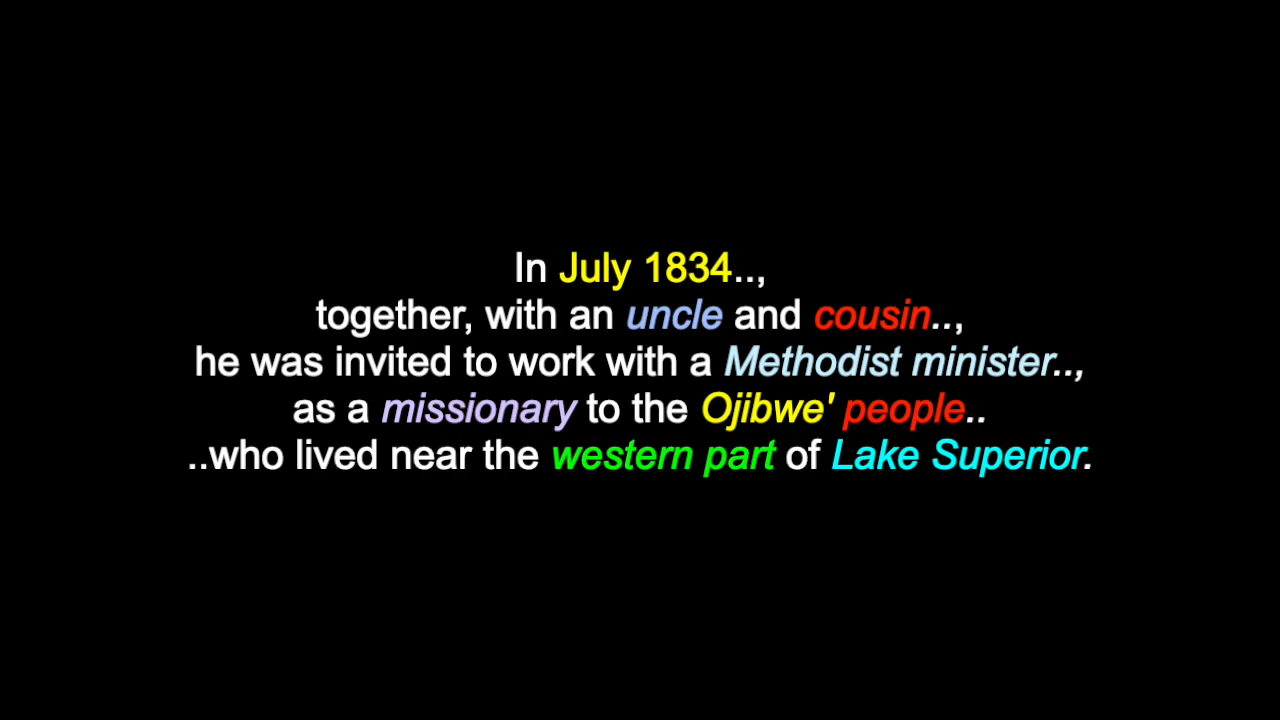 In July 1834..,
together, with an uncle and cousin..,
he was invited to work with a Methodist minister..,
as a missionary to the Ojibwe' people..
..who lived near the western part of Lake Superior.